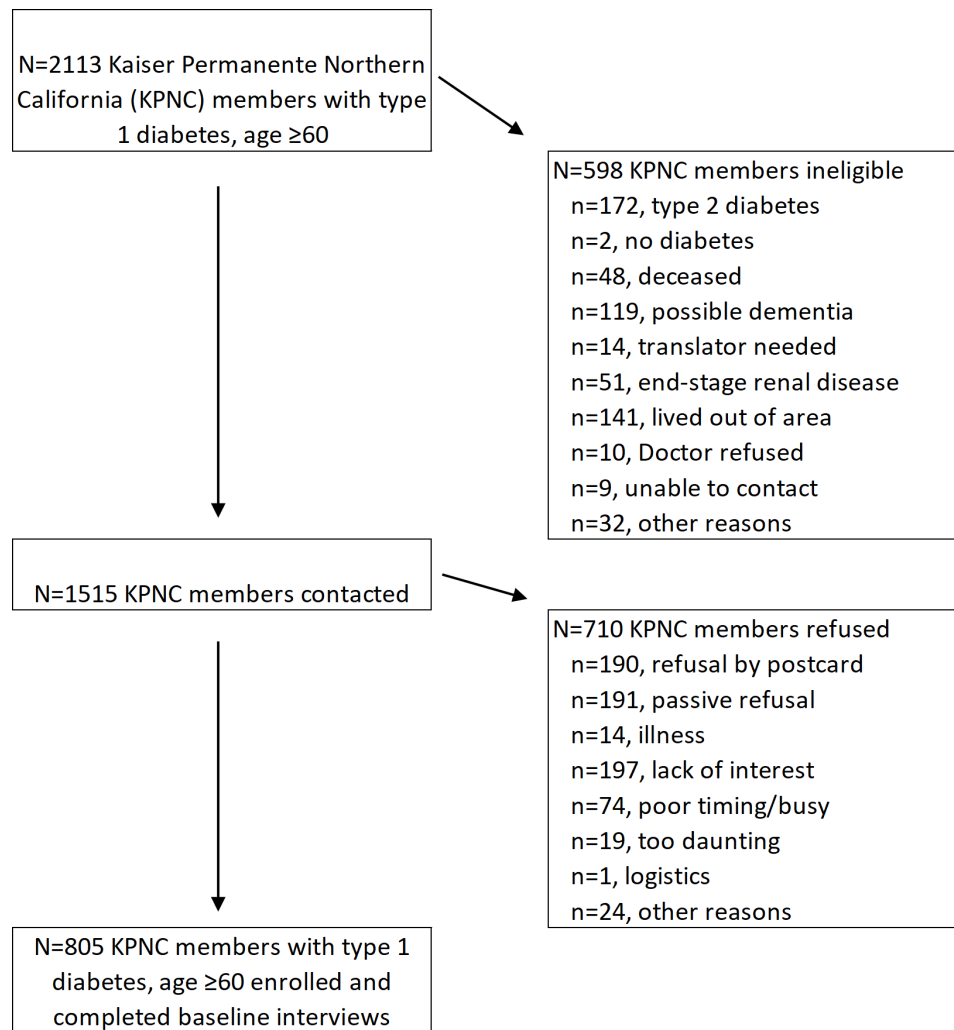 N=2113 Kaiser Permanente Northern
California (KPNC) members with type
1 diabetes, age ≥60
N=598 KPNC members ineligible
n=172, type 2 diabetes
n=2, no diabetes
n=48, deceased
n=119, possible dementia
n=14, translator needed
n=51, end-stage renal disease
n=141, lived out of area
n=10, Doctor refused
n=9, unable to contact
n=32, other reasons
N=1515 KPNC members contacted
N=710 KPNC members refused
n=190, refusal by postcard
n=191, passive refusal
n=14, illness
n=197, lack of interest
n=74, poor timing/busy
n=19, too daunting
n=1, logistics
n=24, other reasons
N=805 KPNC members with type 1
diabetes, age ≥60 enrolled and
completed baseline interviews